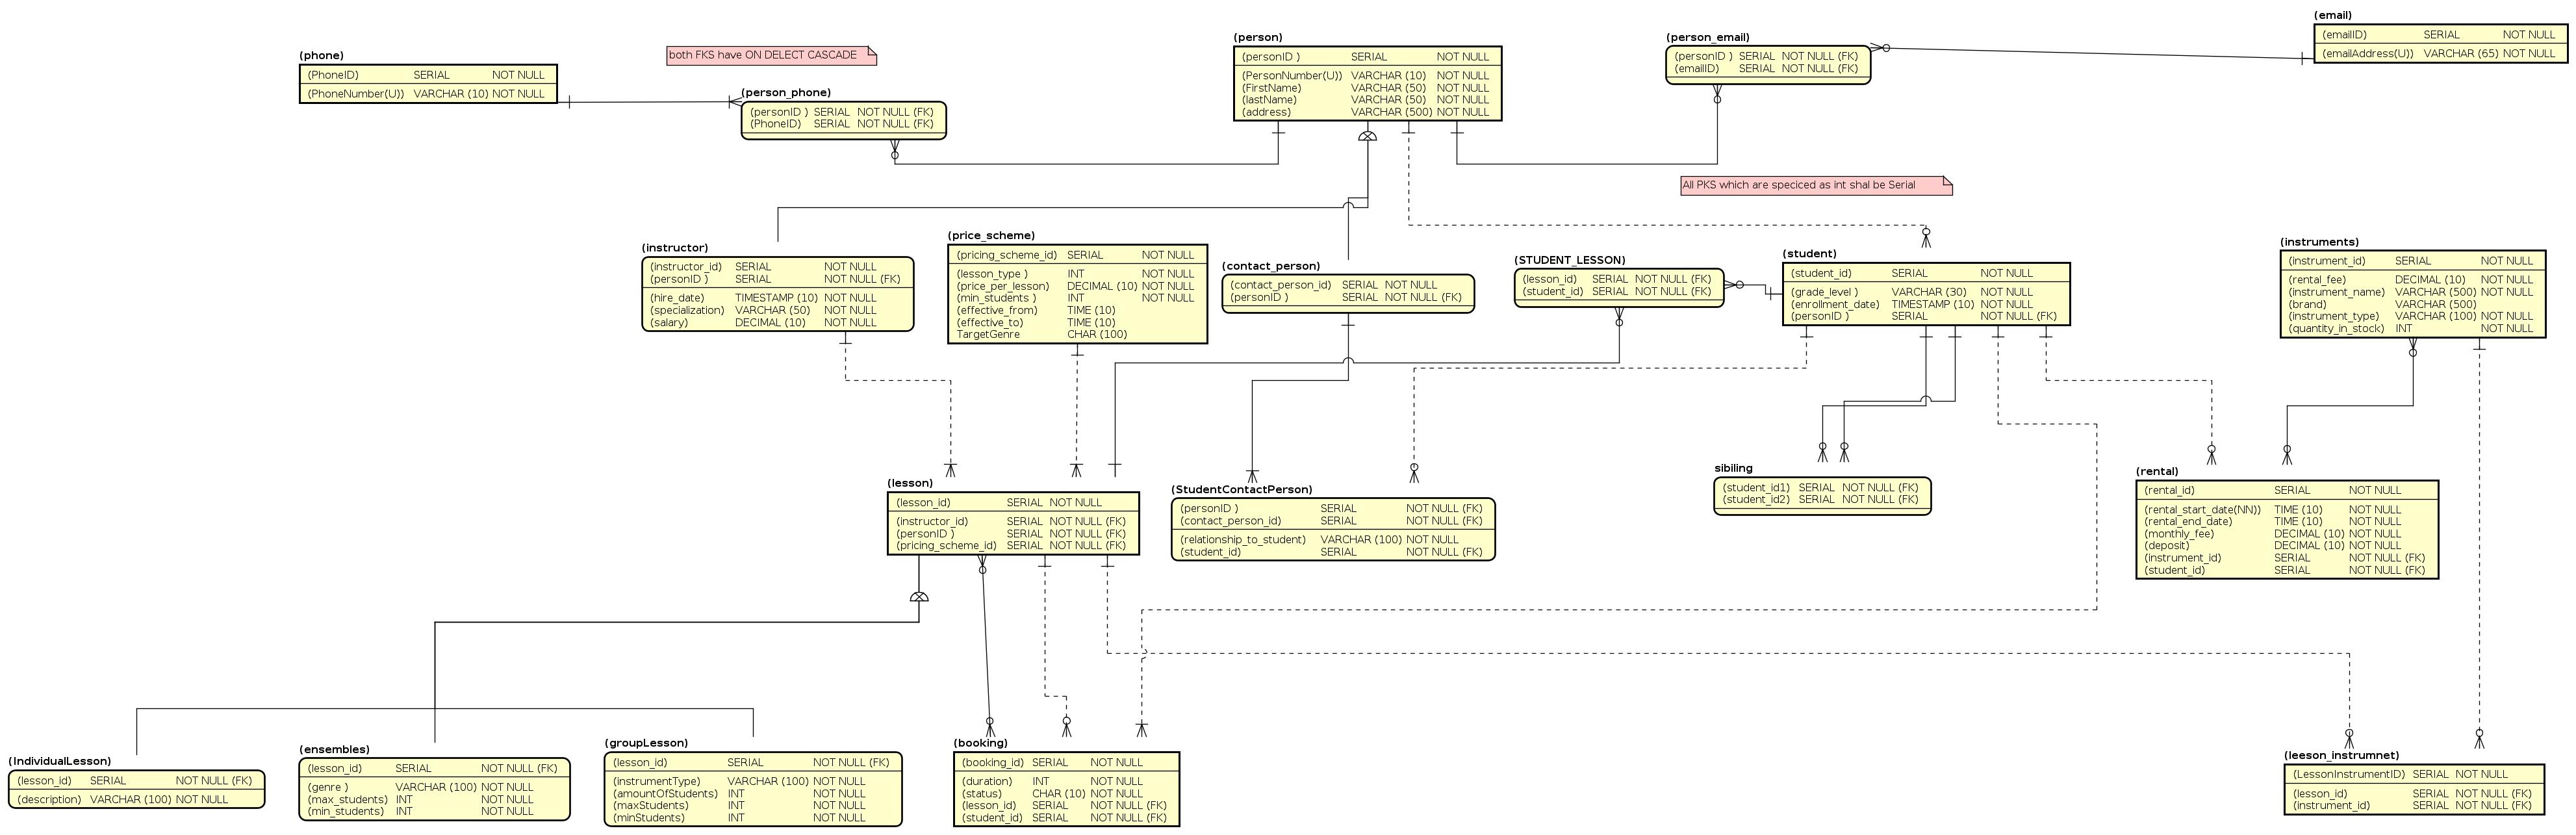 (email)
(emailID) SERIAL NOT NULL
(emailAddress(U)) VARCHAR (65) NOT NULL
(person)
(personID ) SERIAL NOT NULL
(PersonNumber(U)) VARCHAR (10) NOT NULL
(FirstName) VARCHAR (50) NOT NULL
(lastName) VARCHAR (50) NOT NULL
(address) VARCHAR (500) NOT NULL
(person_email)
(personID ) SERIAL NOT NULL (FK)
(emailID) SERIAL NOT NULL (FK)
(phone)
(PhoneID) SERIAL NOT NULL
(PhoneNumber(U)) VARCHAR (10) NOT NULL
both FKS have ON DELECT CASCADE
(person_phone)
(personID ) SERIAL NOT NULL (FK)
(PhoneID) SERIAL NOT NULL (FK)
All PKS which are speciced as int shal be Serial
(instructor)
(instructor_id) SERIAL NOT NULL
(personID ) SERIAL NOT NULL (FK)
(hire_date) TIMESTAMP (10) NOT NULL
(specialization) VARCHAR (50) NOT NULL
(salary) DECIMAL (10) NOT NULL
(price_scheme)
(pricing_scheme_id) SERIAL NOT NULL
(lesson_type ) INT NOT NULL
(price_per_lesson) DECIMAL (10) NOT NULL
(min_students ) INT NOT NULL
(effective_from) TIME (10)
(effective_to) TIME (10)
TargetGenre CHAR (100)
(contact_person)
(contact_person_id) SERIAL NOT NULL
(personID ) SERIAL NOT NULL (FK)
(STUDENT_LESSON)
(lesson_id) SERIAL NOT NULL (FK)
(student_id) SERIAL NOT NULL (FK)
(student)
(student_id) SERIAL NOT NULL
(grade_level ) VARCHAR (30) NOT NULL
(enrollment_date) TIMESTAMP (10) NOT NULL
(personID ) SERIAL NOT NULL (FK)
(instruments)
(instrument_id) SERIAL NOT NULL
(rental_fee) DECIMAL (10) NOT NULL
(instrument_name) VARCHAR (500) NOT NULL
(brand) VARCHAR (500)
(instrument_type) VARCHAR (100) NOT NULL
(quantity_in_stock) INT NOT NULL
(lesson)
(lesson_id) SERIAL NOT NULL
(instructor_id) SERIAL NOT NULL (FK)
(personID ) SERIAL NOT NULL (FK)
(pricing_scheme_id) SERIAL NOT NULL (FK)
(StudentContactPerson)
(personID ) SERIAL NOT NULL (FK)
(contact_person_id) SERIAL NOT NULL (FK)
(relationship_to_student) VARCHAR (100) NOT NULL
(student_id) SERIAL NOT NULL (FK)
sibiling
(student_id1) SERIAL NOT NULL (FK)
(student_id2) SERIAL NOT NULL (FK)
(rental)
(rental_id) SERIAL NOT NULL
(rental_start_date(NN)) TIME (10) NOT NULL
(rental_end_date) TIME (10) NOT NULL
(monthly_fee) DECIMAL (10) NOT NULL
(deposit) DECIMAL (10) NOT NULL
(instrument_id) SERIAL NOT NULL (FK)
(student_id) SERIAL NOT NULL (FK)
(IndividualLesson)
(lesson_id) SERIAL NOT NULL (FK)
(description) VARCHAR (100) NOT NULL
(ensembles)
(lesson_id) SERIAL NOT NULL (FK)
(genre ) VARCHAR (100) NOT NULL
(max_students) INT NOT NULL
(min_students) INT NOT NULL
(groupLesson)
(lesson_id) SERIAL NOT NULL (FK)
(instrumentType) VARCHAR (100) NOT NULL
(amountOfStudents) INT NOT NULL
(maxStudents) INT NOT NULL
(minStudents) INT NOT NULL
(booking)
(booking_id) SERIAL NOT NULL
(duration) INT NOT NULL
(status) CHAR (10) NOT NULL
(lesson_id) SERIAL NOT NULL (FK)
(student_id) SERIAL NOT NULL (FK)
(leeson_instrumnet)
(LessonInstrumentID) SERIAL NOT NULL
(lesson_id) SERIAL NOT NULL (FK)
(instrument_id) SERIAL NOT NULL (FK)